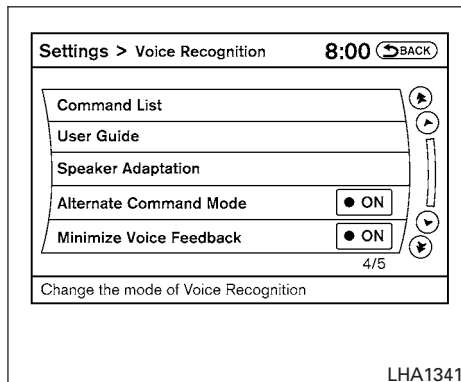 Settings > Voice Recognition 8:00 BACK
Command List
User Guide
Speaker Adaptation
Alternate Command Mode ON
Minimize Voice Feedback ON
4/5
Change the mode of Voice Recognition
LHA1341